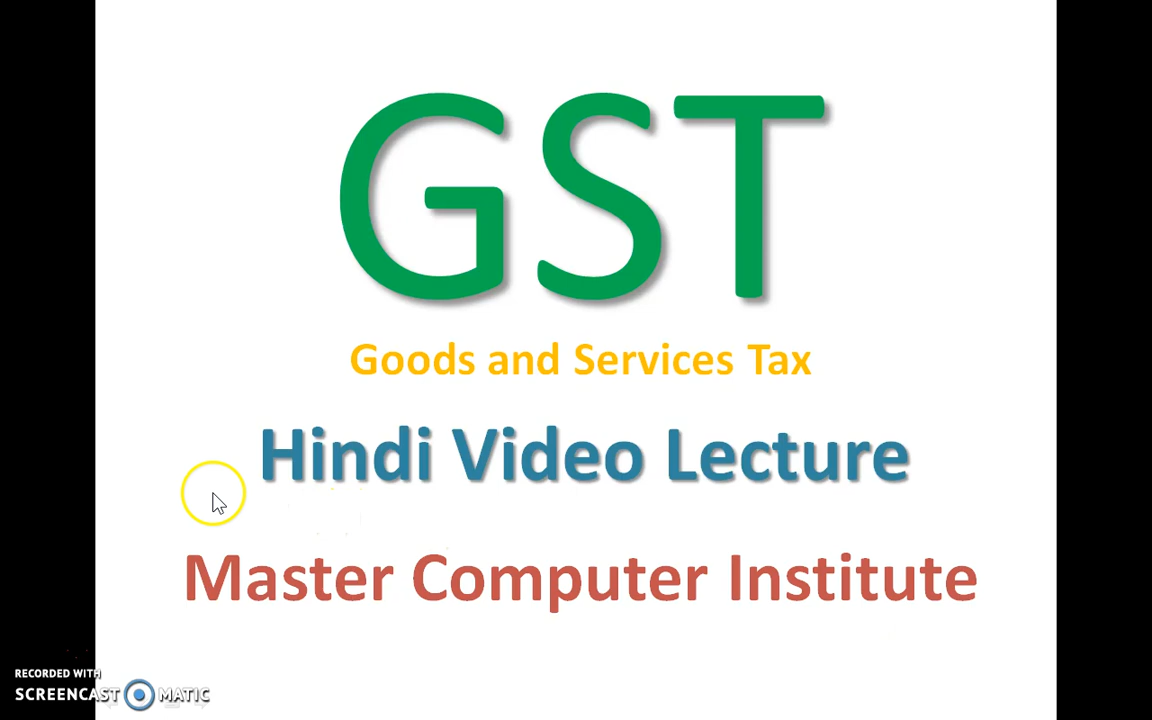 GST
Goods and Services Tax
Hindi Video Lecture
Master Computer Institute
RECORDED WITH
SCREENCAST MATIC